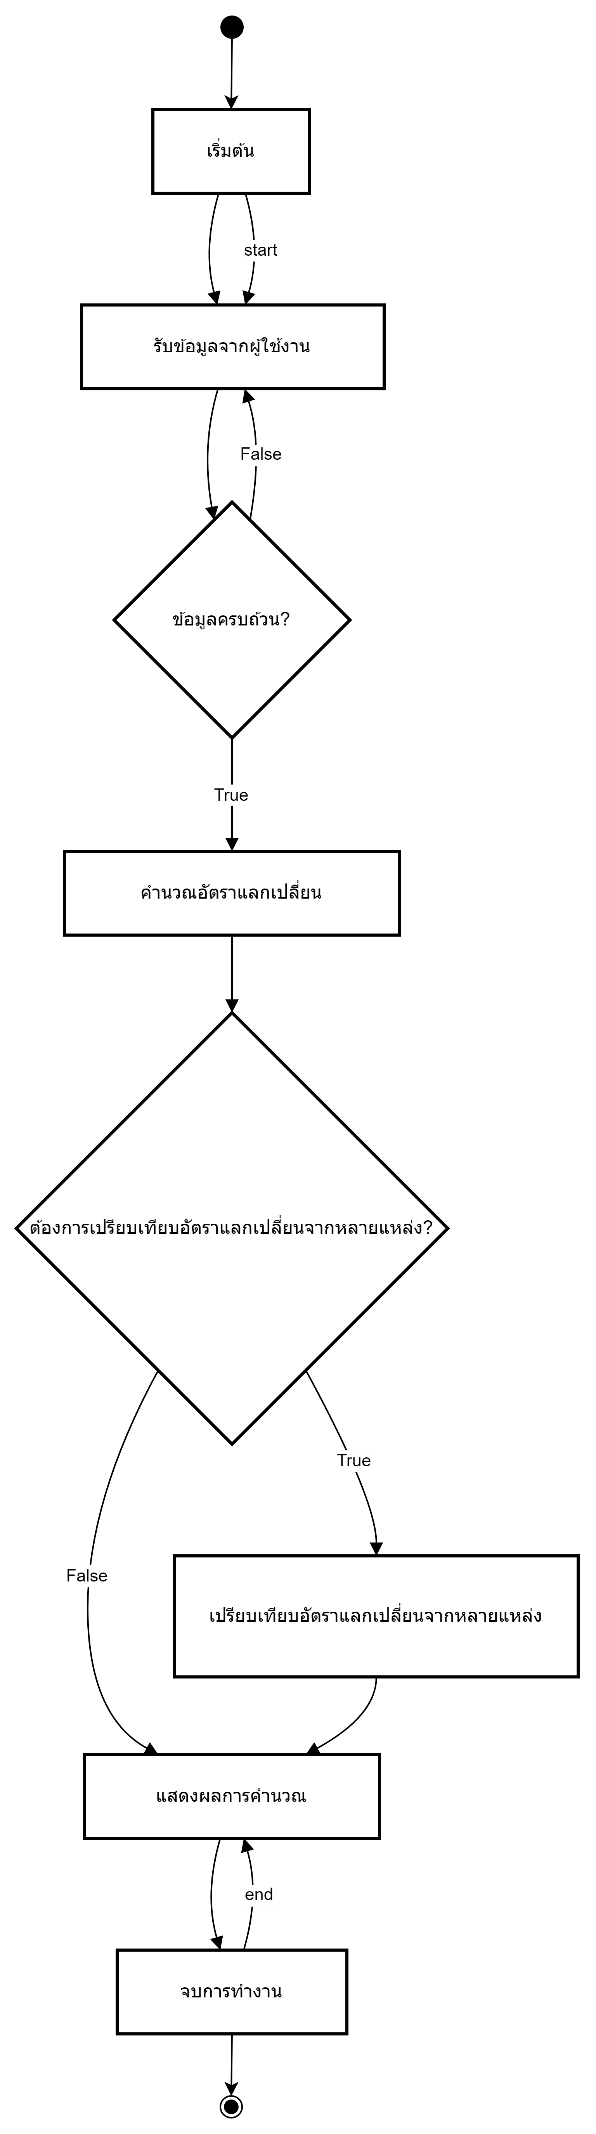 เริ่มต้น
start
รับข้อมูลจากผู้ใช้งาน
False
ข้อมูลครบถ้วน?
True
คำนวณอัตราแลกเปลี่ยน
ต้องการเปรียบเทียบอัตราแลกเปลี่ยนจากหลายแหล่ง?
True
False
เปรียบเทียบอัตราแลกเปลี่ยนจากหลายแหล่ง
แสดงผลการคำนวณ
end
จบการทำงาน